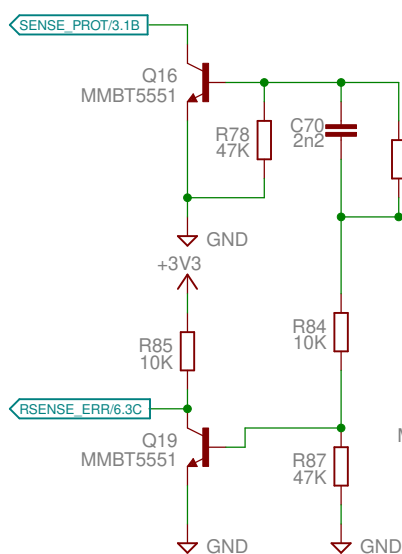 SENSE_PROT/3.1B
Q16
MMBT5551
R78
47K
C70
2n2
GND
+3V3
R85
10K
R84
10K
RSENSE_ERR/6.3C
Q19
MMBT5551
R87
47K
GND
GND